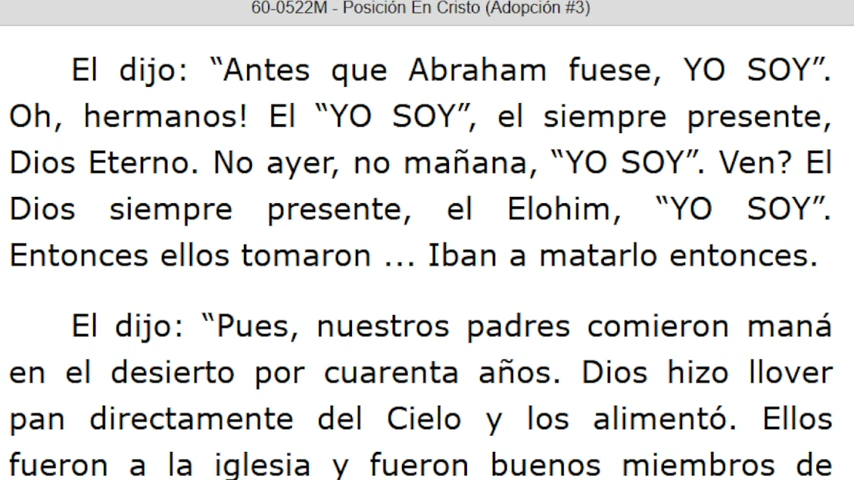 60-0522M - Posición En Cristo (Adopción #3)
El dijo: “Antes que Abraham fuese, YO SOY”.
Oh, hermanos! El “YO SOY”, el siempre presente,
Dios Eterno. No ayer, no mañana, “YO SOY”. Ven? El
Dios siempre presente, el Elohim, “YO SOY”.
Entonces ellos tomaron ... Iban a matarlo entonces.
El dijo: “Pues, nuestros padres comieron maná
en el desierto por cuarenta años. Dios hizo llover
pan directamente del Cielo y los alimentó. Ellos
fueron a la iglesia y fueron buenos miembros de